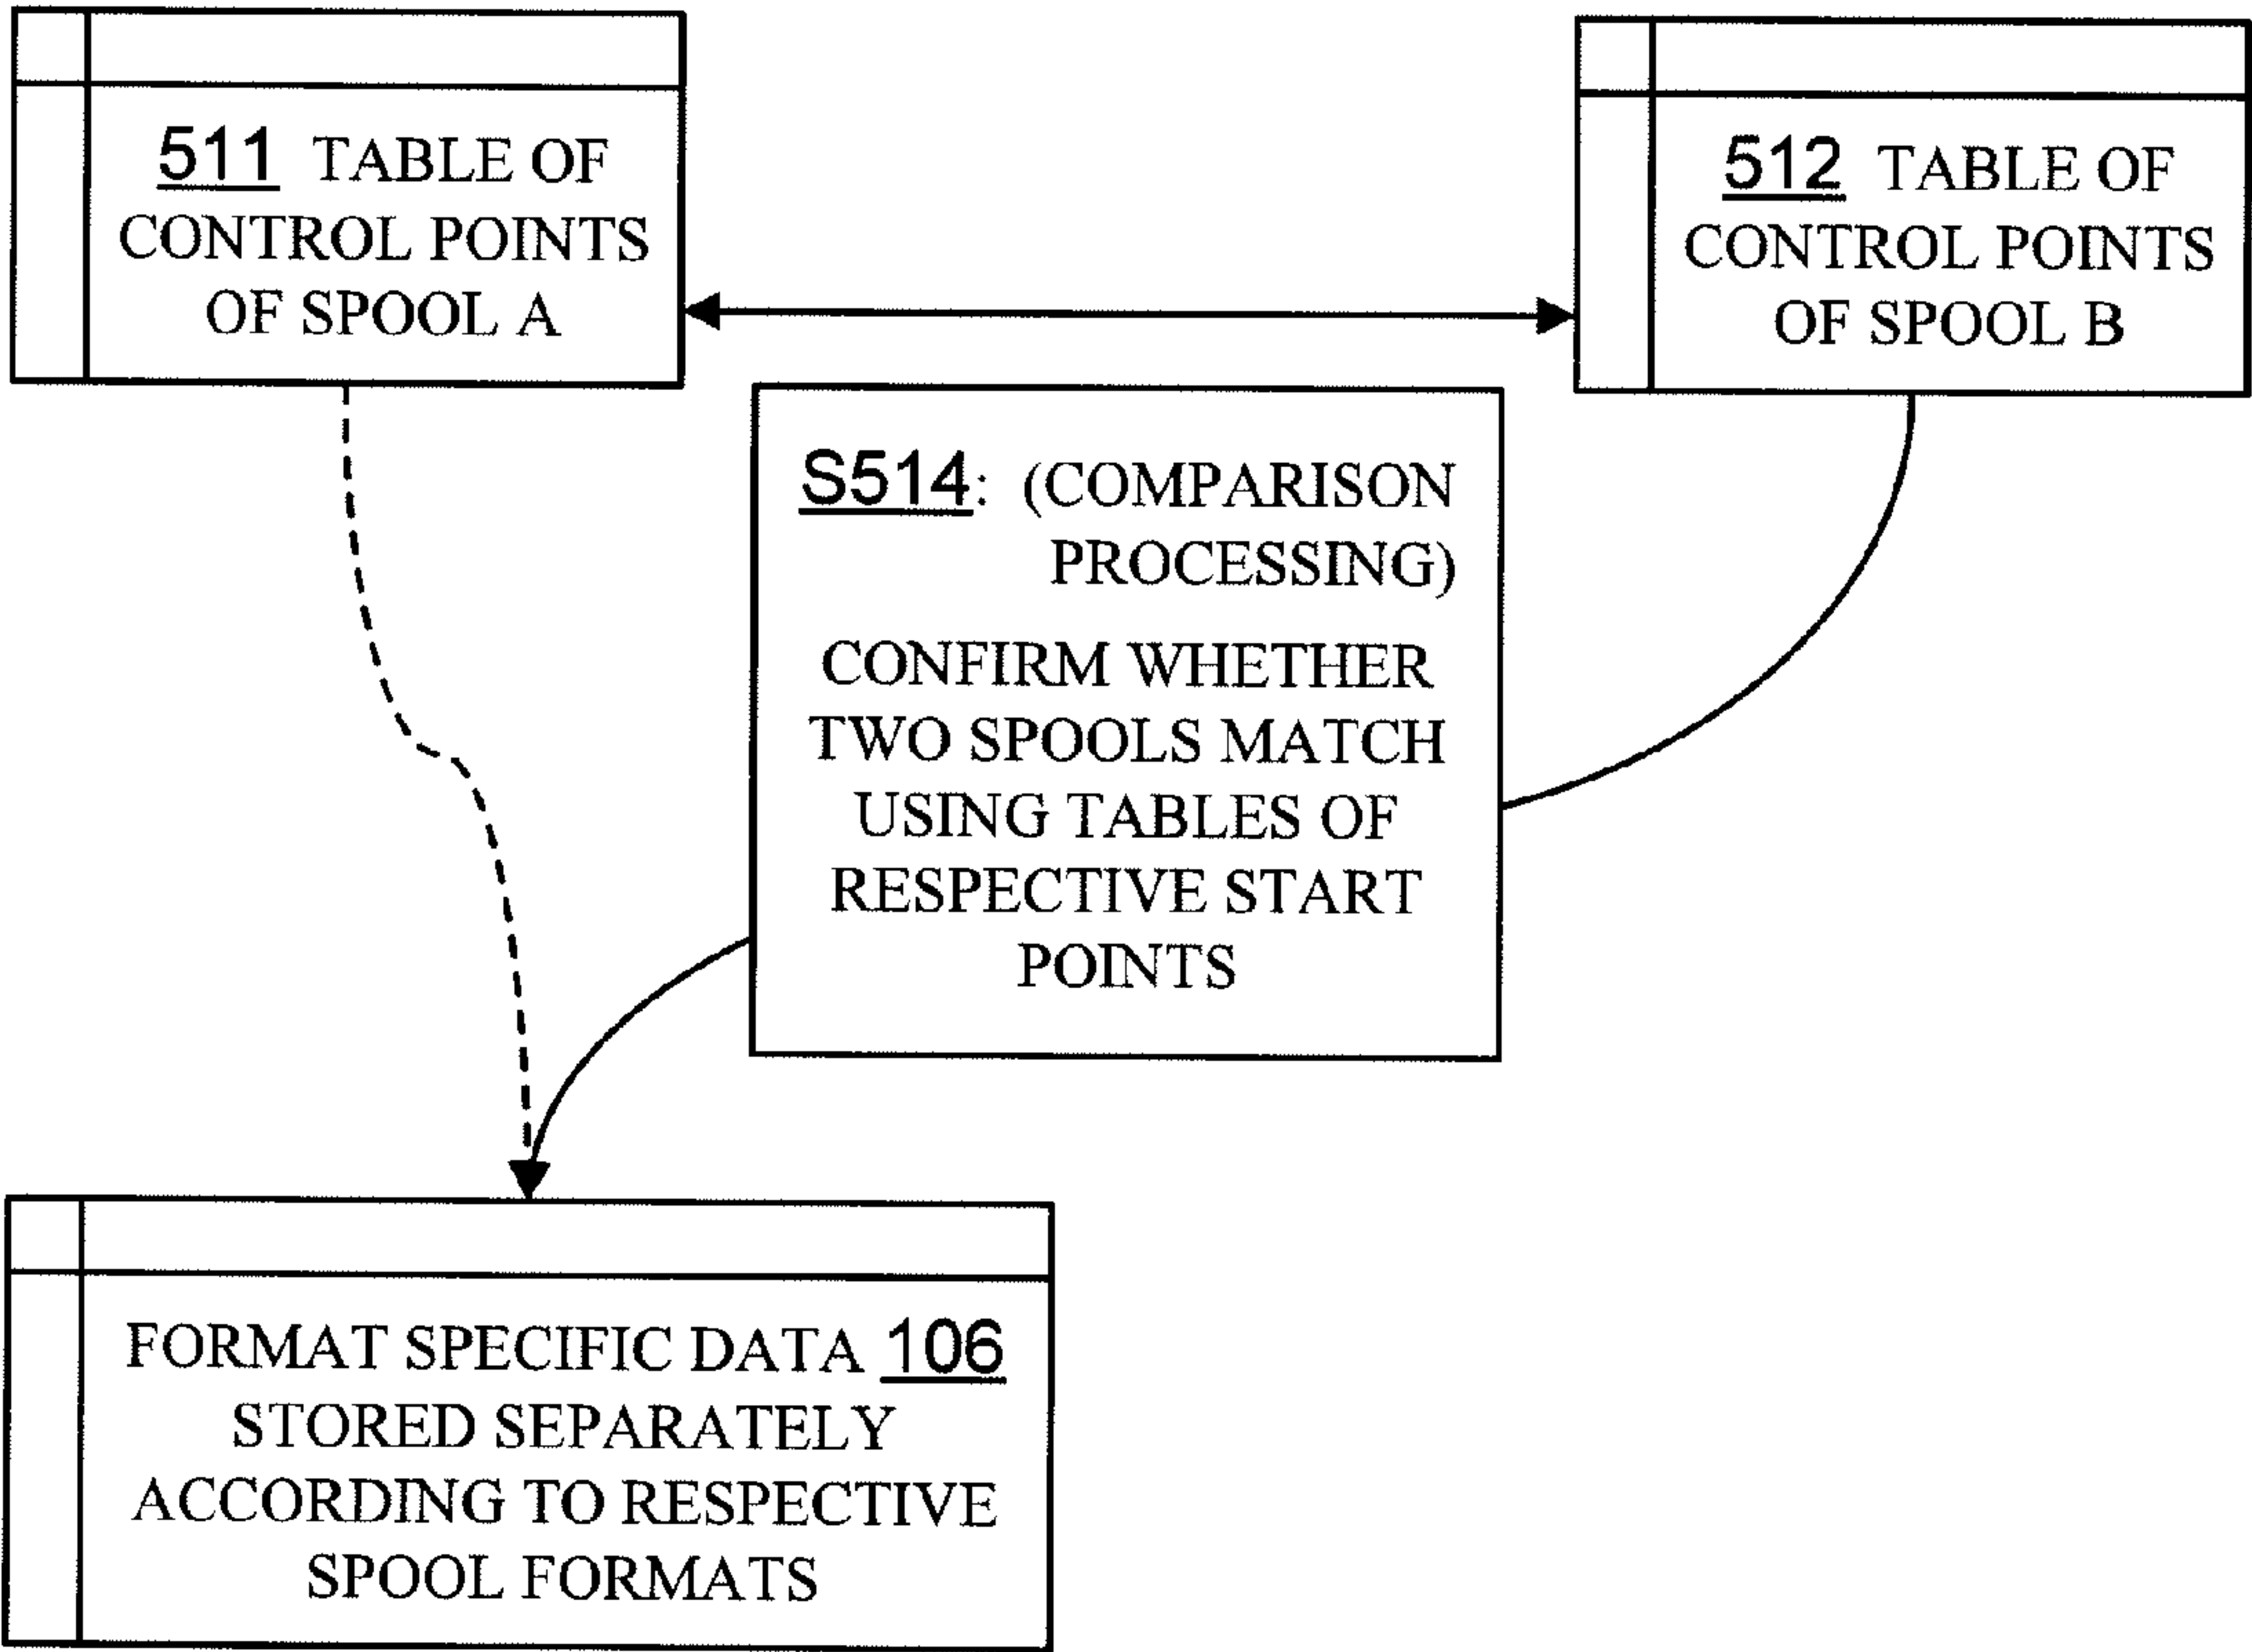 511 TABLE OF
CONTROL POINTS
OF SPOOL A
512 TABLE OF
CONTROL POINTS
OF SPOOL B
S514: (COMPARISON
PROCESSING)
CONFIRM WHETHER
TWO SPOOLS MATCH
USING TABLES OF
RESPECTIVE START
POINTS
FORMAT SPECIFIC DATA 106
STORED SEPARATELY
ACCORDING TO RESPECTIVE
SPOOL FORMATS